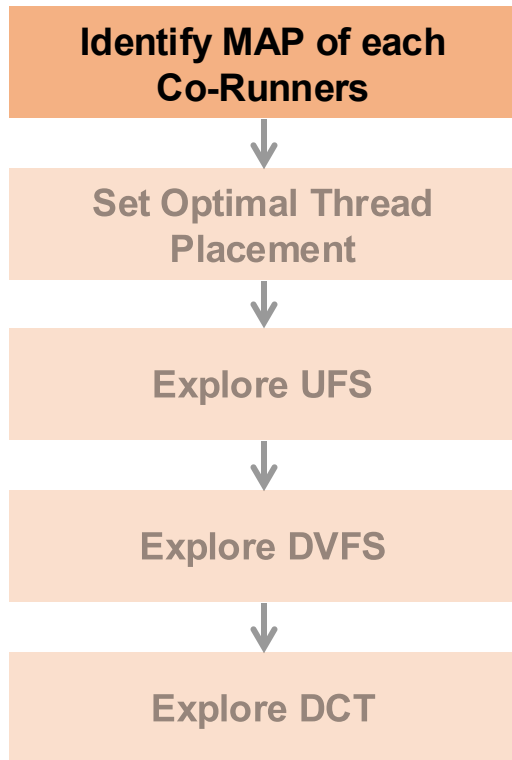 Identify MAP of each
Co-Runners
Set Optimal Thread
Placement
Explore UFS
Explore DVFS
Explore DCT